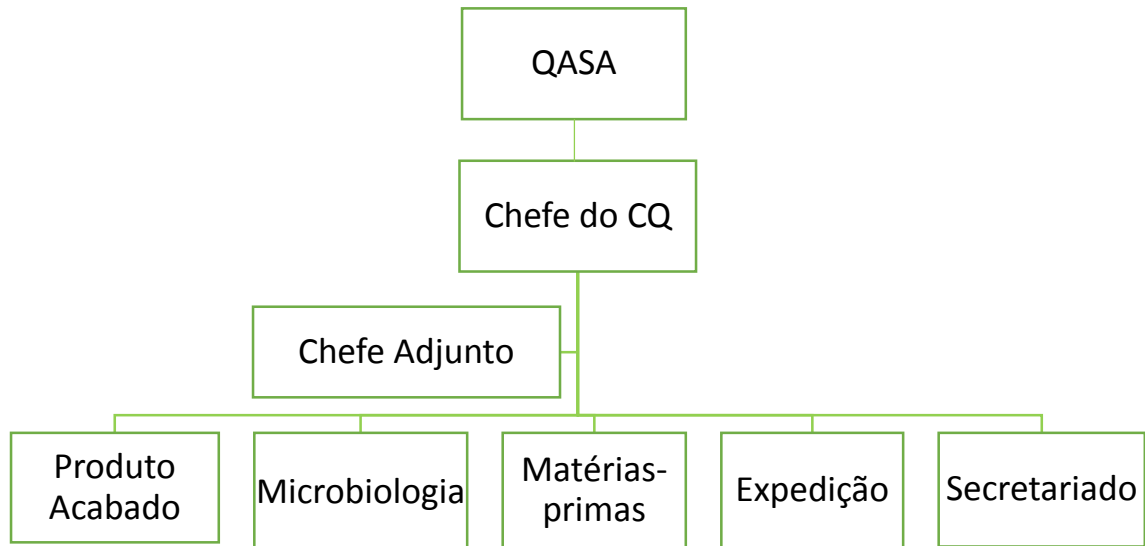 QASA
Chefe do CQ
Chefe Adjunto
Produto
Acabado
Microbiologia
Matérias-
primas
Expedição
Secretariado